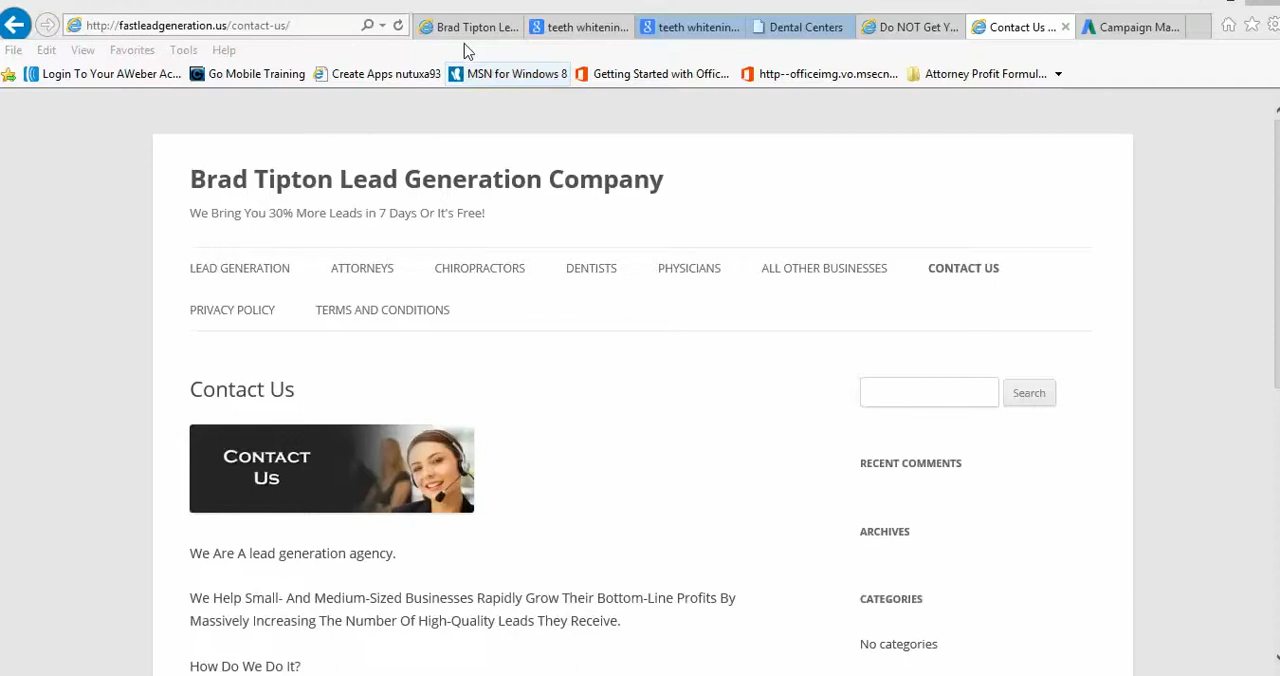 http://fastleadgeneration.us/contact-us/
Brad Tipton Le...
teeth whitenin...
teeth whitenin...
Dental Centers
Do NOT Get Y...
Contact Us ...
Campaign Ma...
File Edit View Favorites Tools Help
Login To Your AWeber Ac...
Go Mobile Training
Create Apps nutuxa93
MSN for Windows 8
Getting Started with Offic...
http--officeimg.vo.msecn...
Attorney Profit Formul...
Brad Tipton Lead Generation Company
We Bring You 30% More Leads in 7 Days Or It's Free!
LEAD GENERATION ATTORNEYS CHIROPRACTORS DENTISTS PHYSICIANS ALL OTHER BUSINESSES CONTACT US
PRIVACY POLICY TERMS AND CONDITIONS
Contact Us
CONTACT
US
We Are A lead generation agency.
We Help Small- And Medium-Sized Businesses Rapidly Grow Their Bottom-Line Profits By
Massively Increasing The Number Of High-Quality Leads They Receive.
How Do We Do It?
Search
RECENT COMMENTS
ARCHIVES
CATEGORIES
No categories